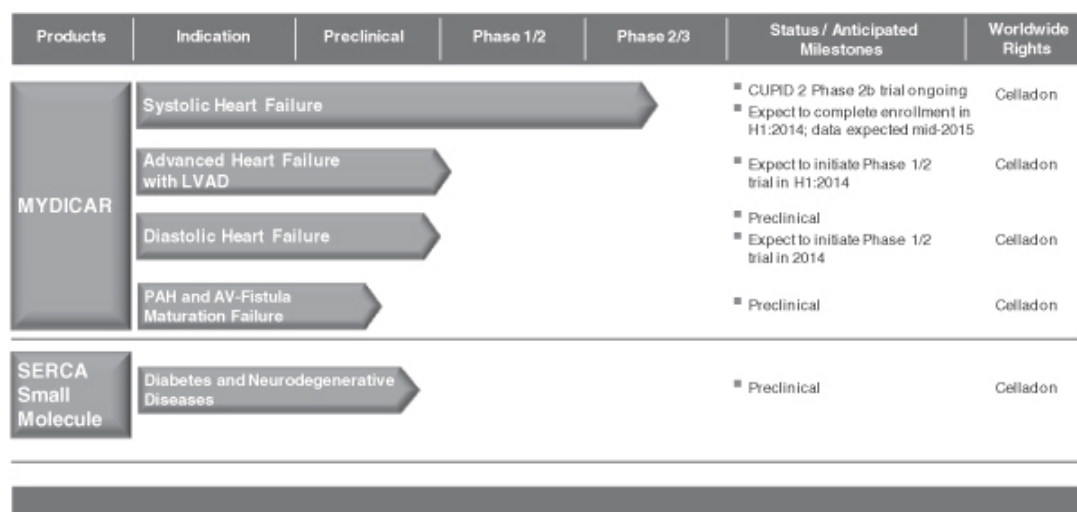 Products Indication Preclinical Phase 1/2 Phase 2/3 Status / Anticipated Milestones Worldwide Rights
MYDICAR
Systolic Heart Failure
CUPID 2 Phase 2b trial ongoing
Expect to complete enrollment in
H1:2014; data expected mid-2015
Celladon
Advanced Heart Failure
with LVAD
Expect to initiate Phase 1/2
trial in H1:2014
Celladon
Diastolic Heart Failure
Preclinical
Expect to initiate Phase 1/2
trial in 2014
Celladon
PAH and AV-Fistula
Maturation Failure
Preclinical
Celladon
SERCA
Small
Molecule
Diabetes and Neurodegenerative
Diseases
Preclinical
Celladon